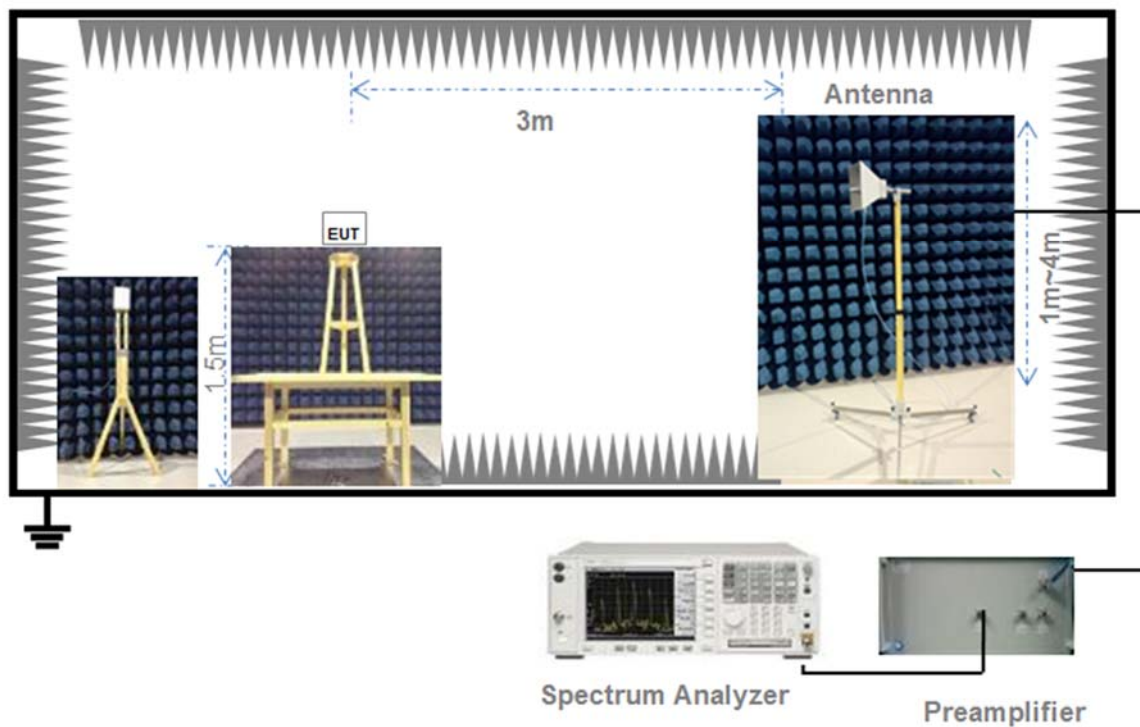 Antenna
3m
EUT
1.5m
1m~4m
Spectrum Analyzer
Preamplifier